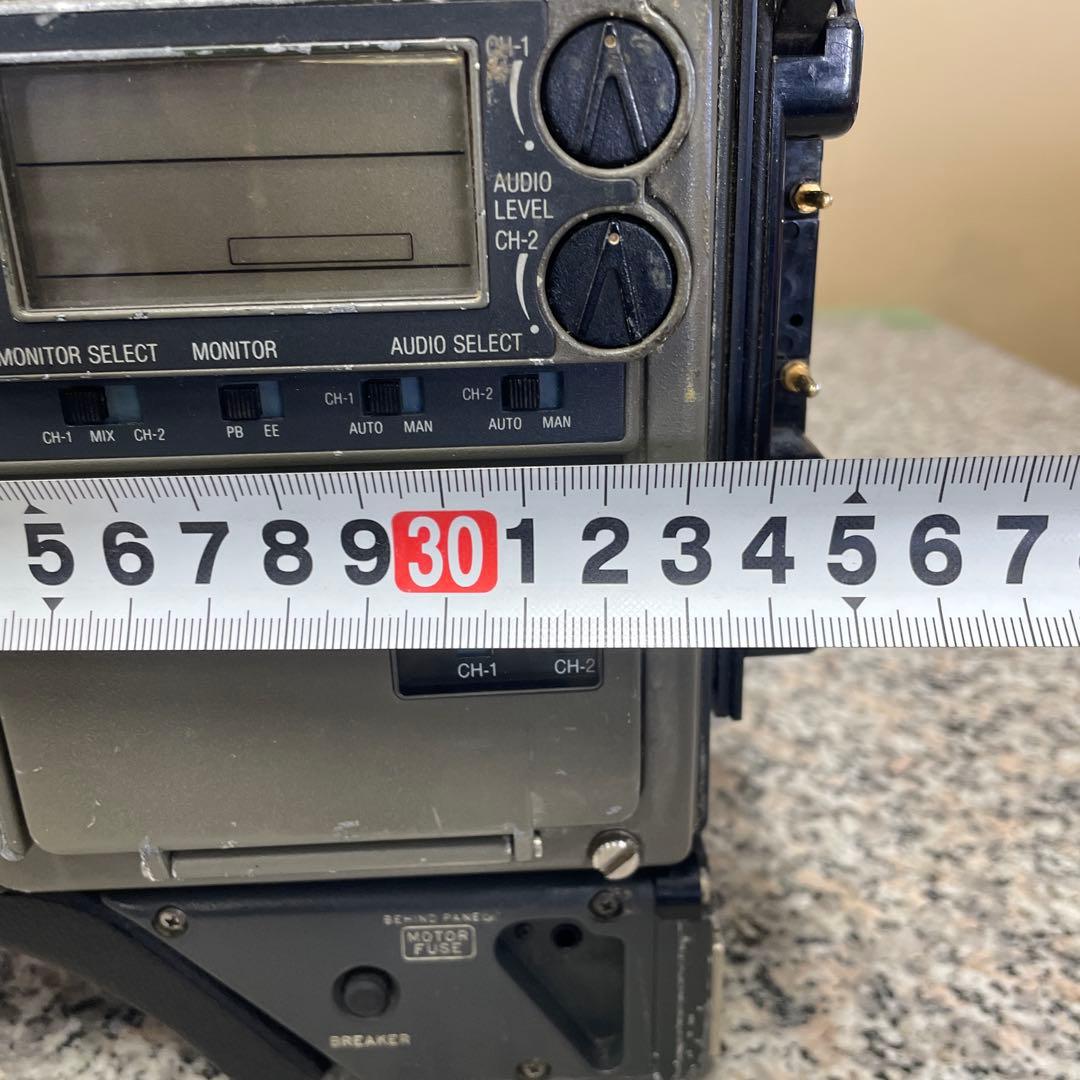 CH-1
AUDIO
LEVEL
CH-2
MONITOR SELECT MONITOR AUDIO SELECT
CH-1 CH-2
CH-1 MIX CH-2 PB EE AUTO MAN AUTO MAN
5 6 7 8 9 30 1 2 3 4 5 6 7
CH-1 CH-2
BEHIND PANEL
MOTOR
FUSE
BREAKER